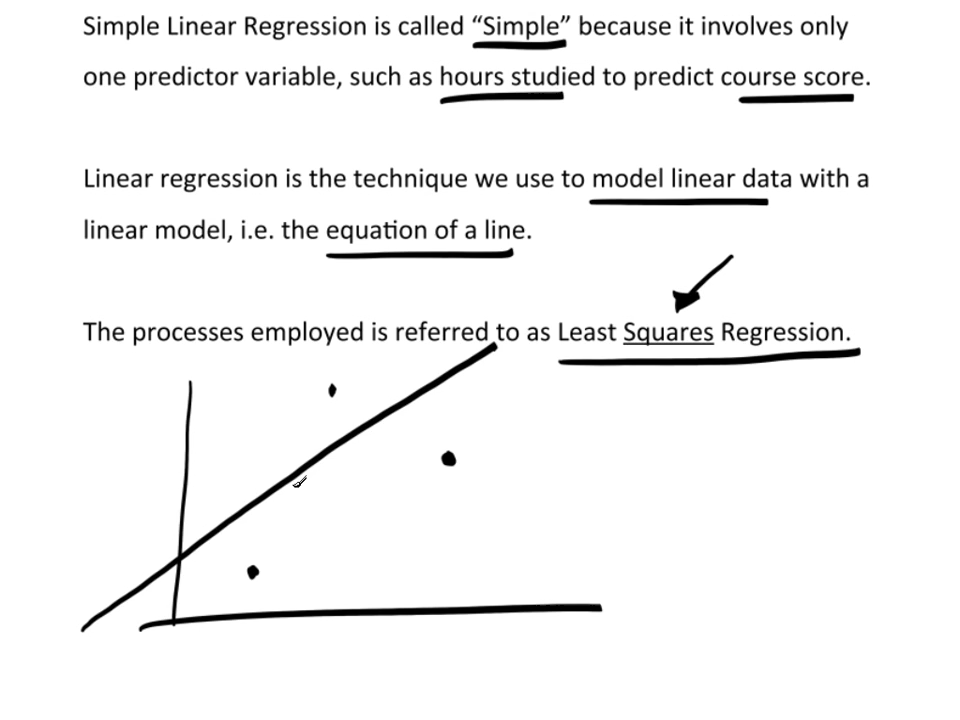 Simple Linear Regression is called “Simple” because it involves only
one predictor variable, such as hours studied to predict course score.
Linear regression is the technique we use to model linear data with a
linear model, i.e. the equation of a line.
The processes employed is referred to as Least Squares Regression.